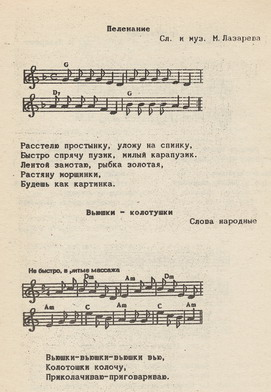 Пеленание
Сл. и муз. М. Лазарева
G
D7 G
Расстелю простынку, уложу на спинку,
Быстро спрячу пузик, милый карапузик.
Лентой замотаю, рыбка золотая,
Растяну моршинки,
Будешь как картинка.
Вьюшки - колотушки
Слова народные
Не быстро, в ритме массажа
Dm Am Dm
Am C Am C Am
Вьюшки-вьюшки-вьюшки вью,
Колотошки колочу,
Приколачиваю-приговариваю.